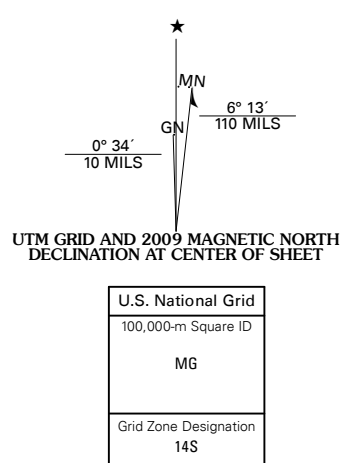 ★
MN
GN
6° 13´
110 MILS
0° 34´
10 MILS
UTM GRID AND 2009 MAGNETIC NORTH
DECLINATION AT CENTER OF SHEET
U.S. National Grid
100,000-m Square ID
MG
Grid Zone Designation
14S